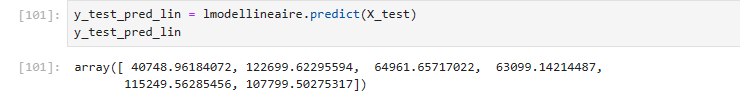 [101]: y_test_pred_lin = lmodellineaire.predict(X_test)
y_test_pred_lin
[101]: array([ 40748.96184072, 122699.62295594,  64961.65717022,  63099.14214487,
115249.56285456, 107799.50275317])